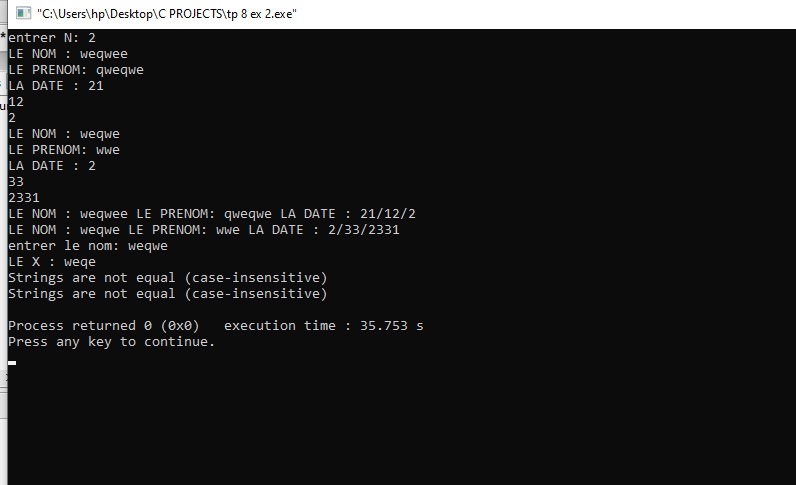 "C:\Users\hp\Desktop\C PROJECTS\tp 8 ex 2.exe"
entrer N: 2
LE NOM : weqwee
LE PRENOM: qweqwe
LA DATE : 21
12
2
LE NOM : weqwe
LE PRENOM: wwe
LA DATE : 2
33
2331
LE NOM : weqwee LE PRENOM: qweqwe LA DATE : 21/12/2
LE NOM : weqwe LE PRENOM: wwe LA DATE : 2/33/2331
entrer le nom: weqwe
LE X : weqe
Strings are not equal (case-insensitive)
Strings are not equal (case-insensitive)
Process returned 0 (0x0)   execution time : 35.753 s
Press any key to continue.